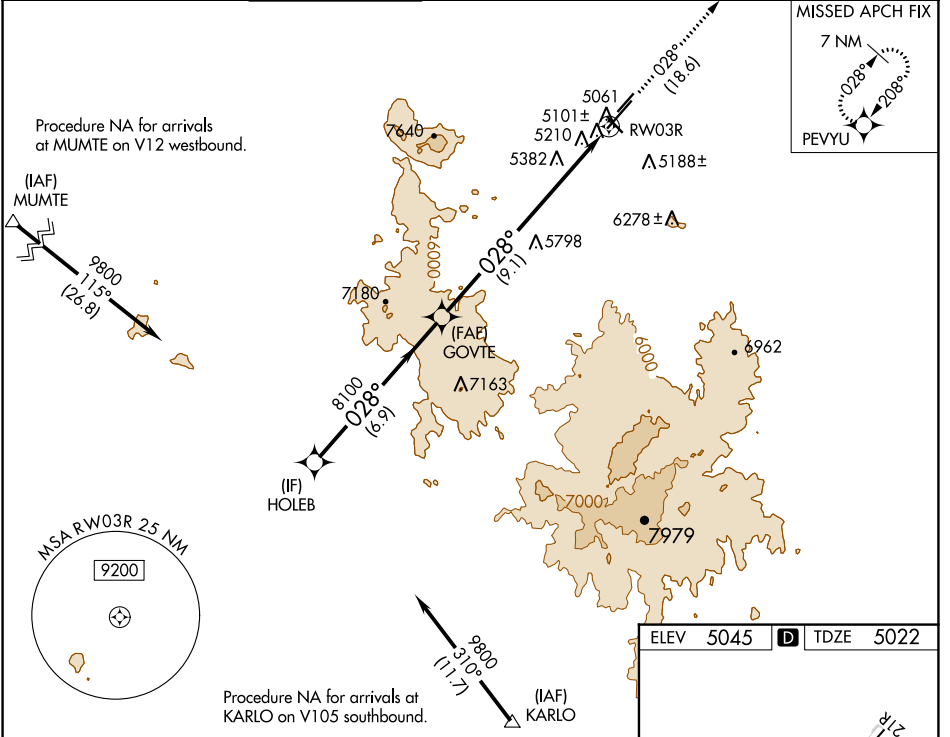 MISSED APCH FIX
7 NM
028°
208°
PEVYU
028°
(18.6)
5061
5101±
5210
RW03R
5382
5188±
7640
Procedure NA for arrivals
at MUMTE on V12 westbound.
(IAF)
MUMTE
6278±
5798
6000
028°
(9.1)
9800
115°
(26.8)
7180
(FAF)
GOVTE
6000
6962
7163
8100
028°
(6.9)
(IF)
HOLEB
7000
7979
MSA RW03R 25 NM
9200
9800
310°
(11.7)
ELEV 5045 D TDZE 5022
Procedure NA for arrivals at
KARLO on V105 southbound.
(IAF)
KARLO
21R